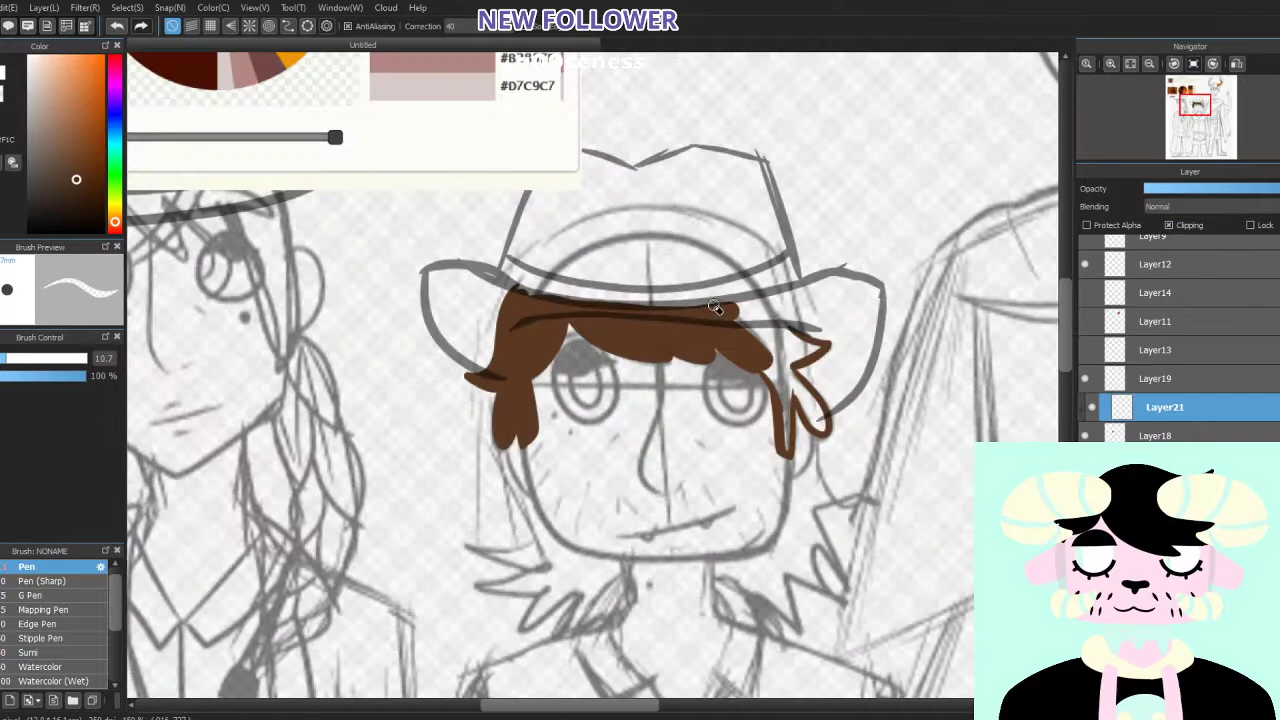 Layer(L) Filter(R) Select(S) Snap(N) Color(C) View(V) Tool(T) Window(W) Cloud Help
AntiAliasing Correction 40
NEW FOLLOWER
Color
Untitled
Navigator
#D7C9C7
Layer
Opacity
Blending Normal
Protect Alpha Clipping Lock
Layer9
Layer12
Layer14
Layer11
Layer13
Layer19
Layer21
Layer18
Brush Preview
7mm
Brush Control
10.7
100 %
Brush: NONAME
Pen
Pen (Sharp)
G Pen
Mapping Pen
Edge Pen
Stipple Pen
Sumi
Watercolor
Watercolor (Wet)